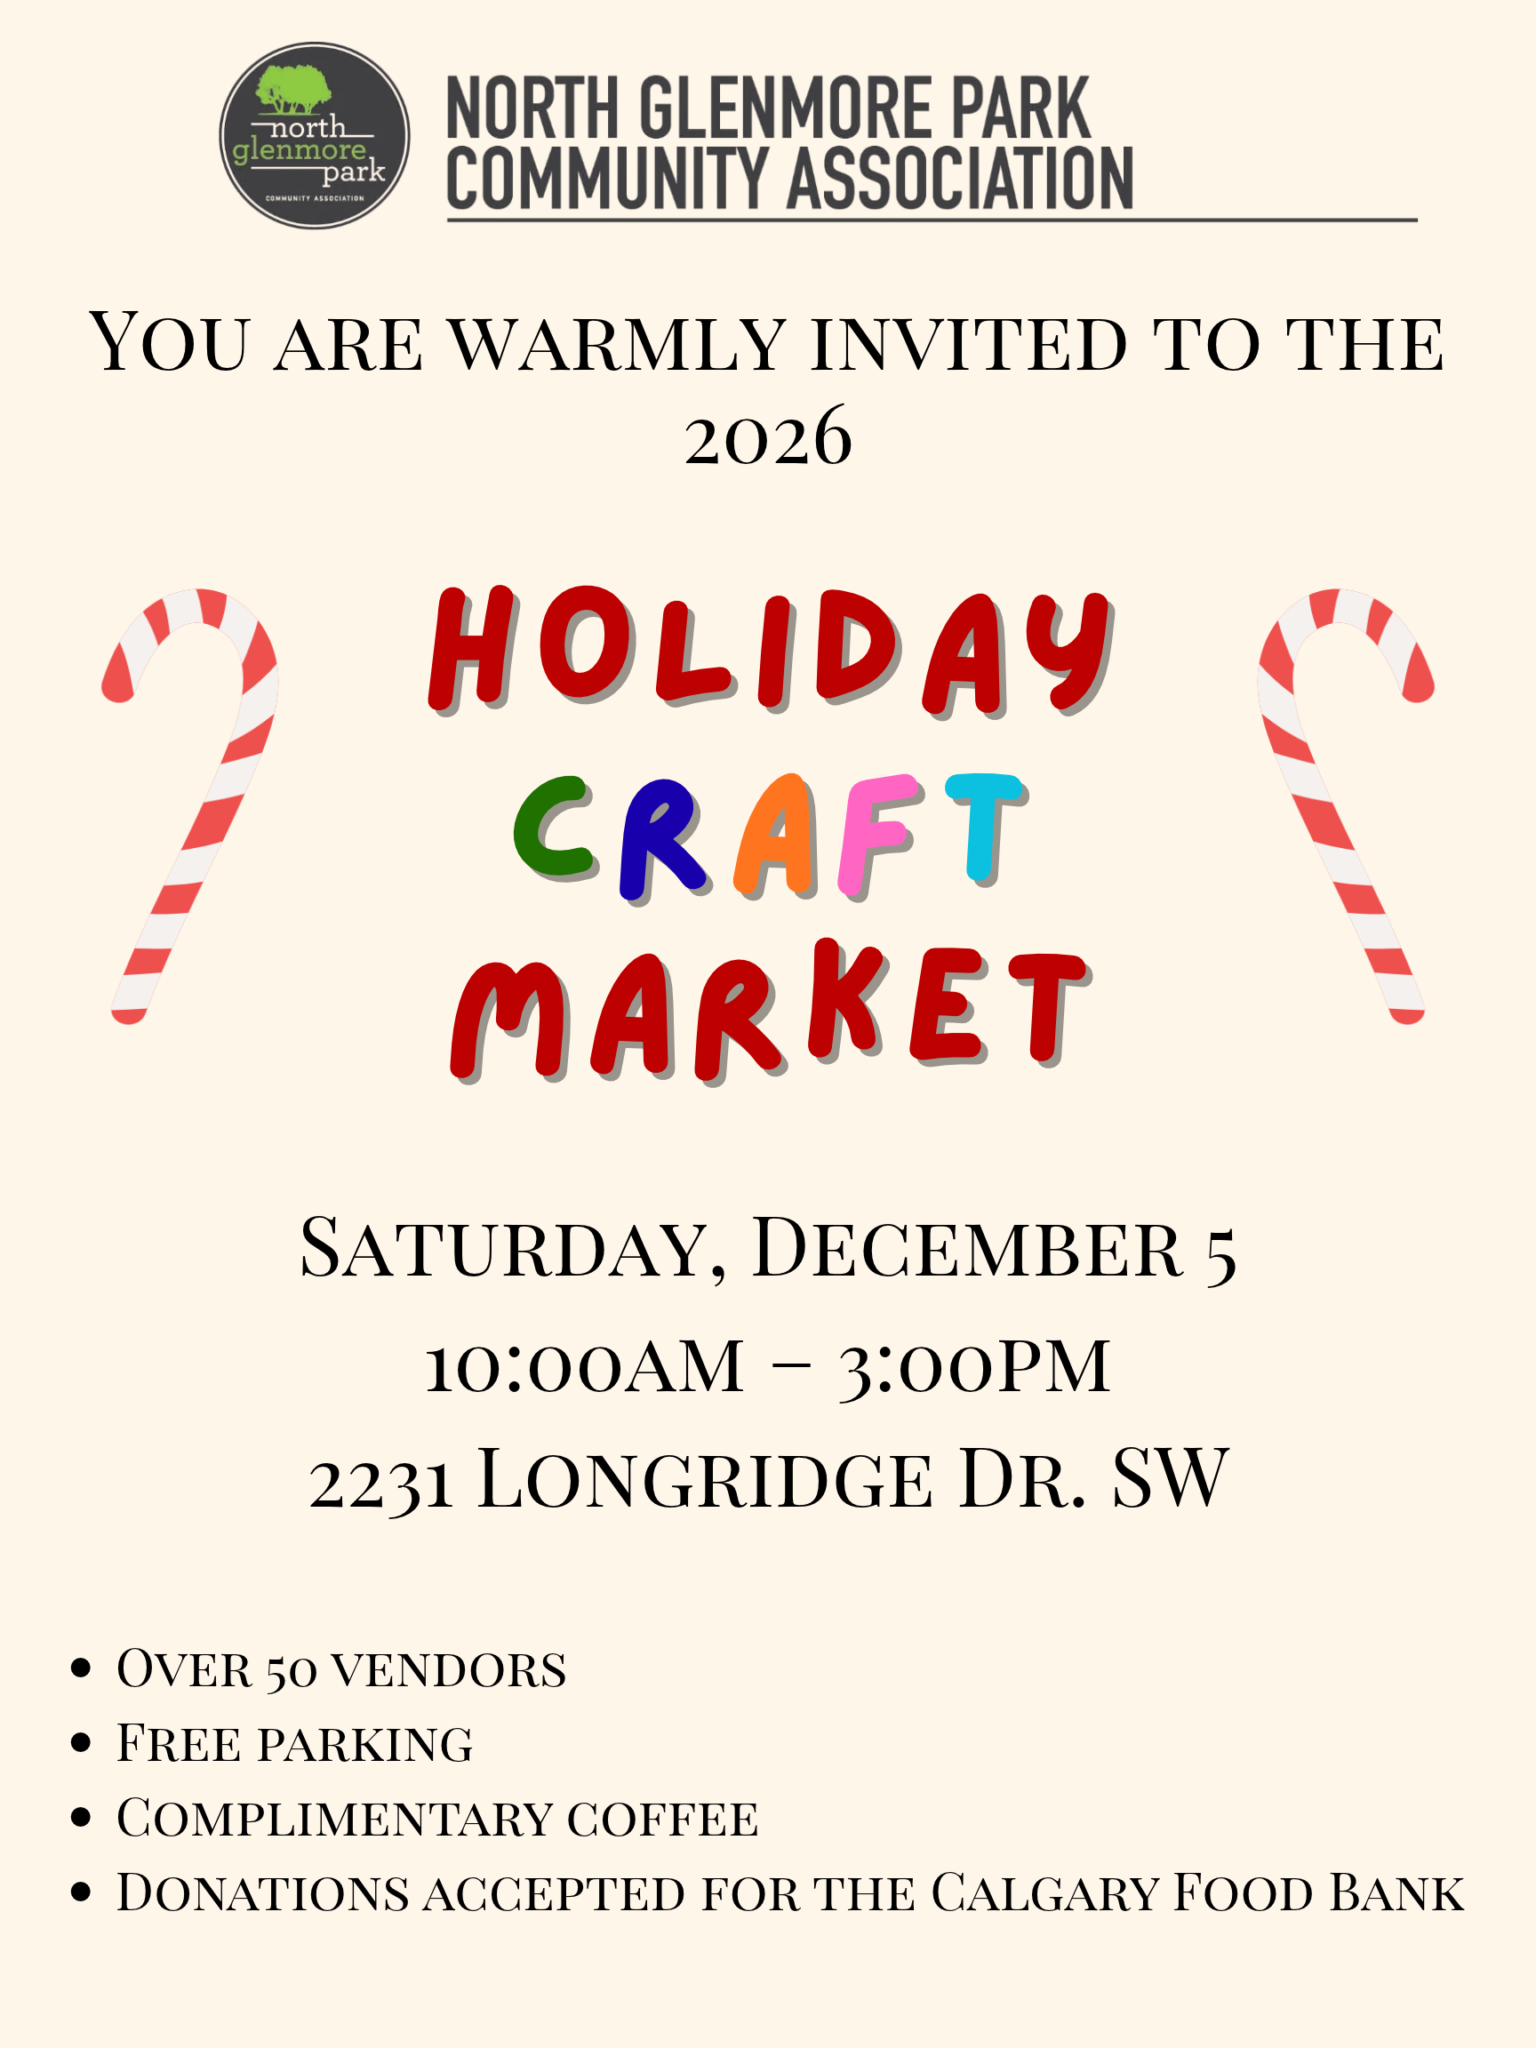 north
glenmore
park
COMMUNITY ASSOCIATION
NORTH GLENMORE PARK
COMMUNITY ASSOCIATION
You are warmly invited to the
2026
HOLIDAY
CRAFT
MARKET
Saturday, December 5
10:00am – 3:00pm
2231 Longridge Dr. SW
• Over 50 vendors
• Free parking
• Complimentary coffee
• Donations accepted for the Calgary Food Bank